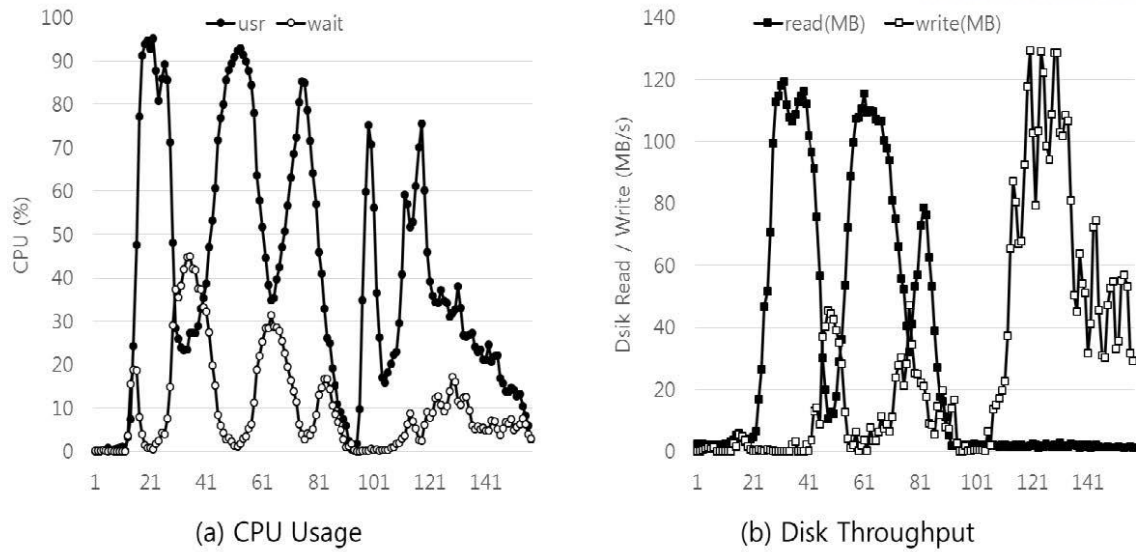 usr wait
100
90
80
70
60
50
40
30
20
10
0
CPU (%)
1 21 41 61 81 101 121 141
(a) CPU Usage
read(MB) write(MB)
140
120
100
80
60
40
20
0
Dsik Read / Write (MB/s)
1 21 41 61 81 101 121 141
(b) Disk Throughput